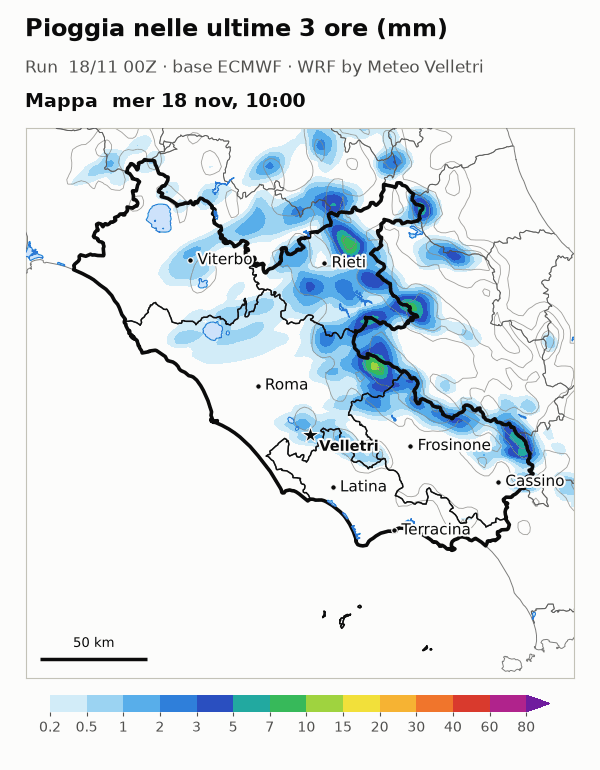 Pioggia nelle ultime 3 ore (mm)
Run  18/11 00Z · base ECMWF · WRF by Meteo Velletri
Mappa  mer 18 nov, 10:00
Viterbo
Rieti
Roma
Velletri
Frosinone
Cassino
Latina
Terracina
50 km
0.2 0.5 1 2 3 5 7 10 15 20 30 40 60 80